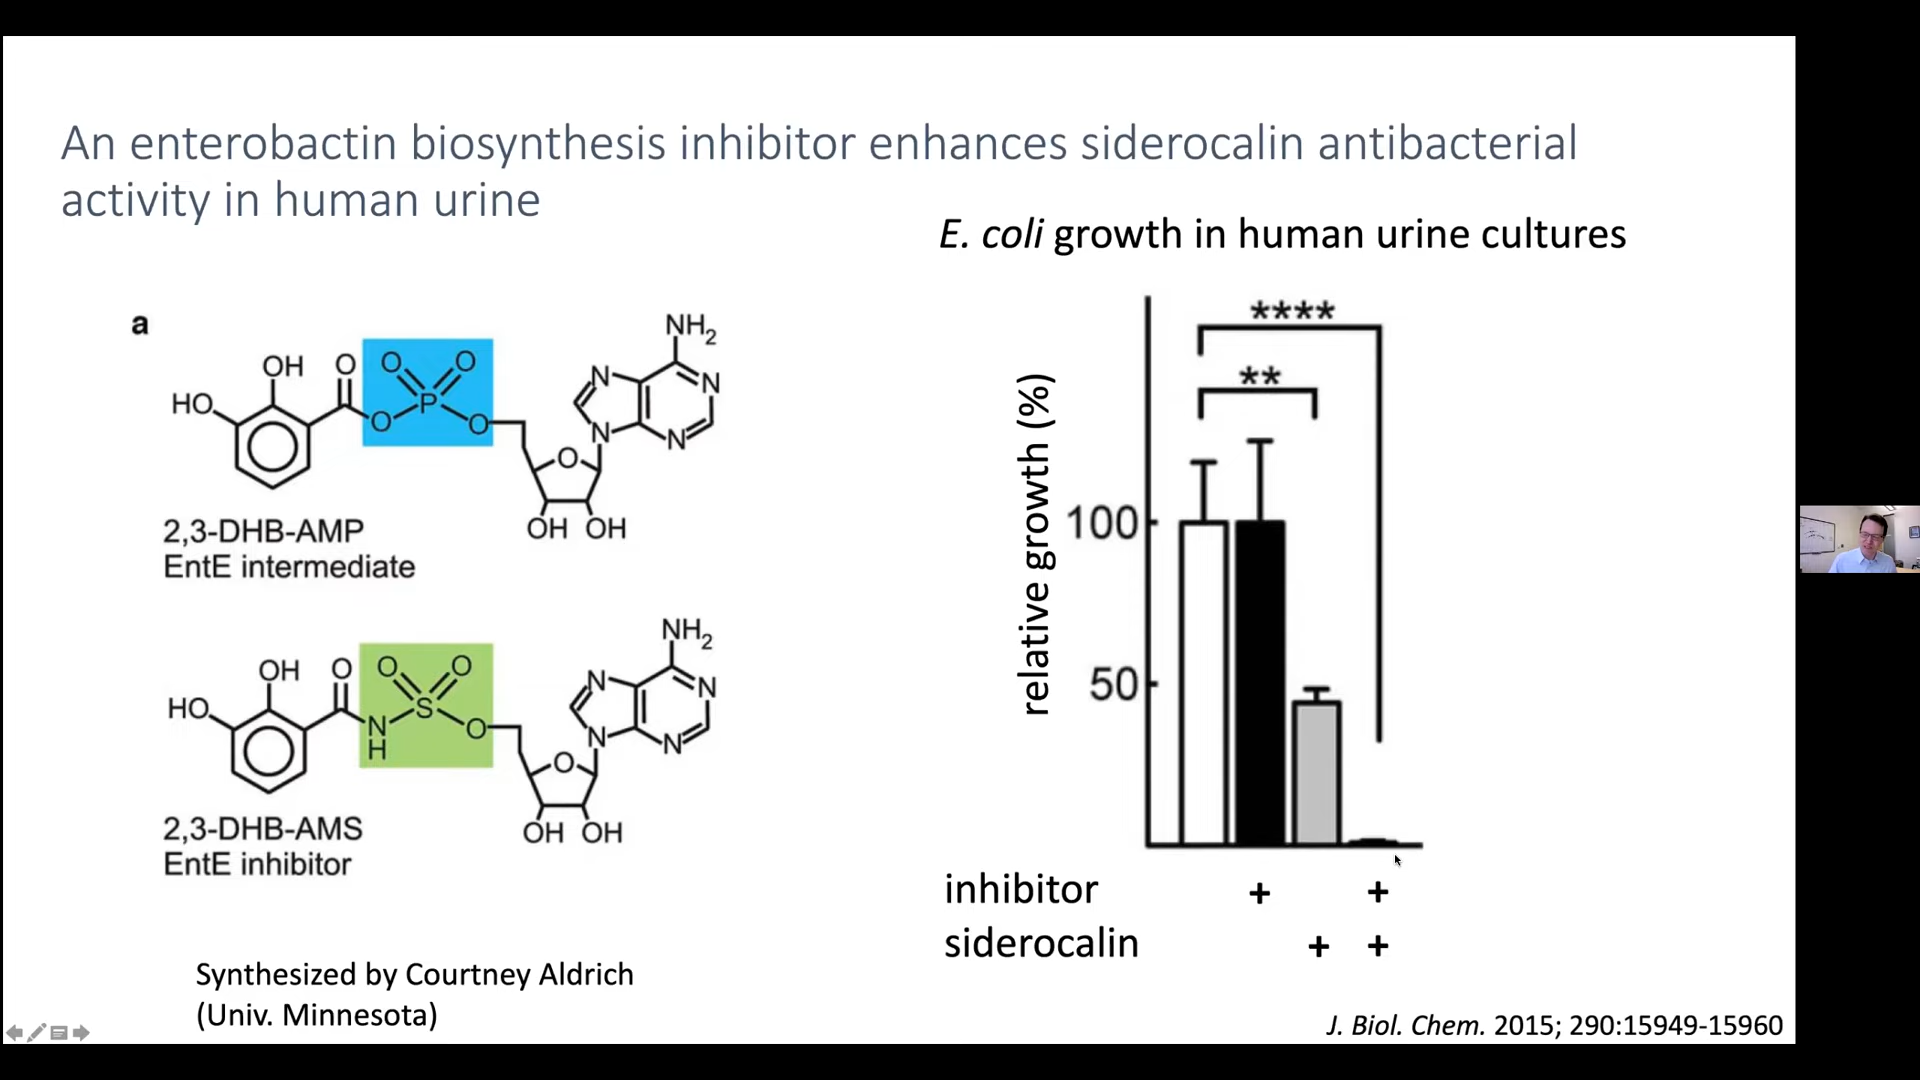 An enterobactin biosynthesis inhibitor enhances siderocalin antibacterial
activity in human urine
E. coli growth in human urine cultures
a
OH
O
O
O
HO
O
P
O
NH2
N
N
N
N
O
OH OH
2,3-DHB-AMP
EntE intermediate
OH
O
O
O
HO
N
H
S
O
NH2
N
N
N
N
O
OH OH
2,3-DHB-AMS
EntE inhibitor
Synthesized by Courtney Aldrich
(Univ. Minnesota)
relative growth (%)
****
**
100
50
inhibitor + +
siderocalin + +
J. Biol. Chem. 2015; 290:15949-15960